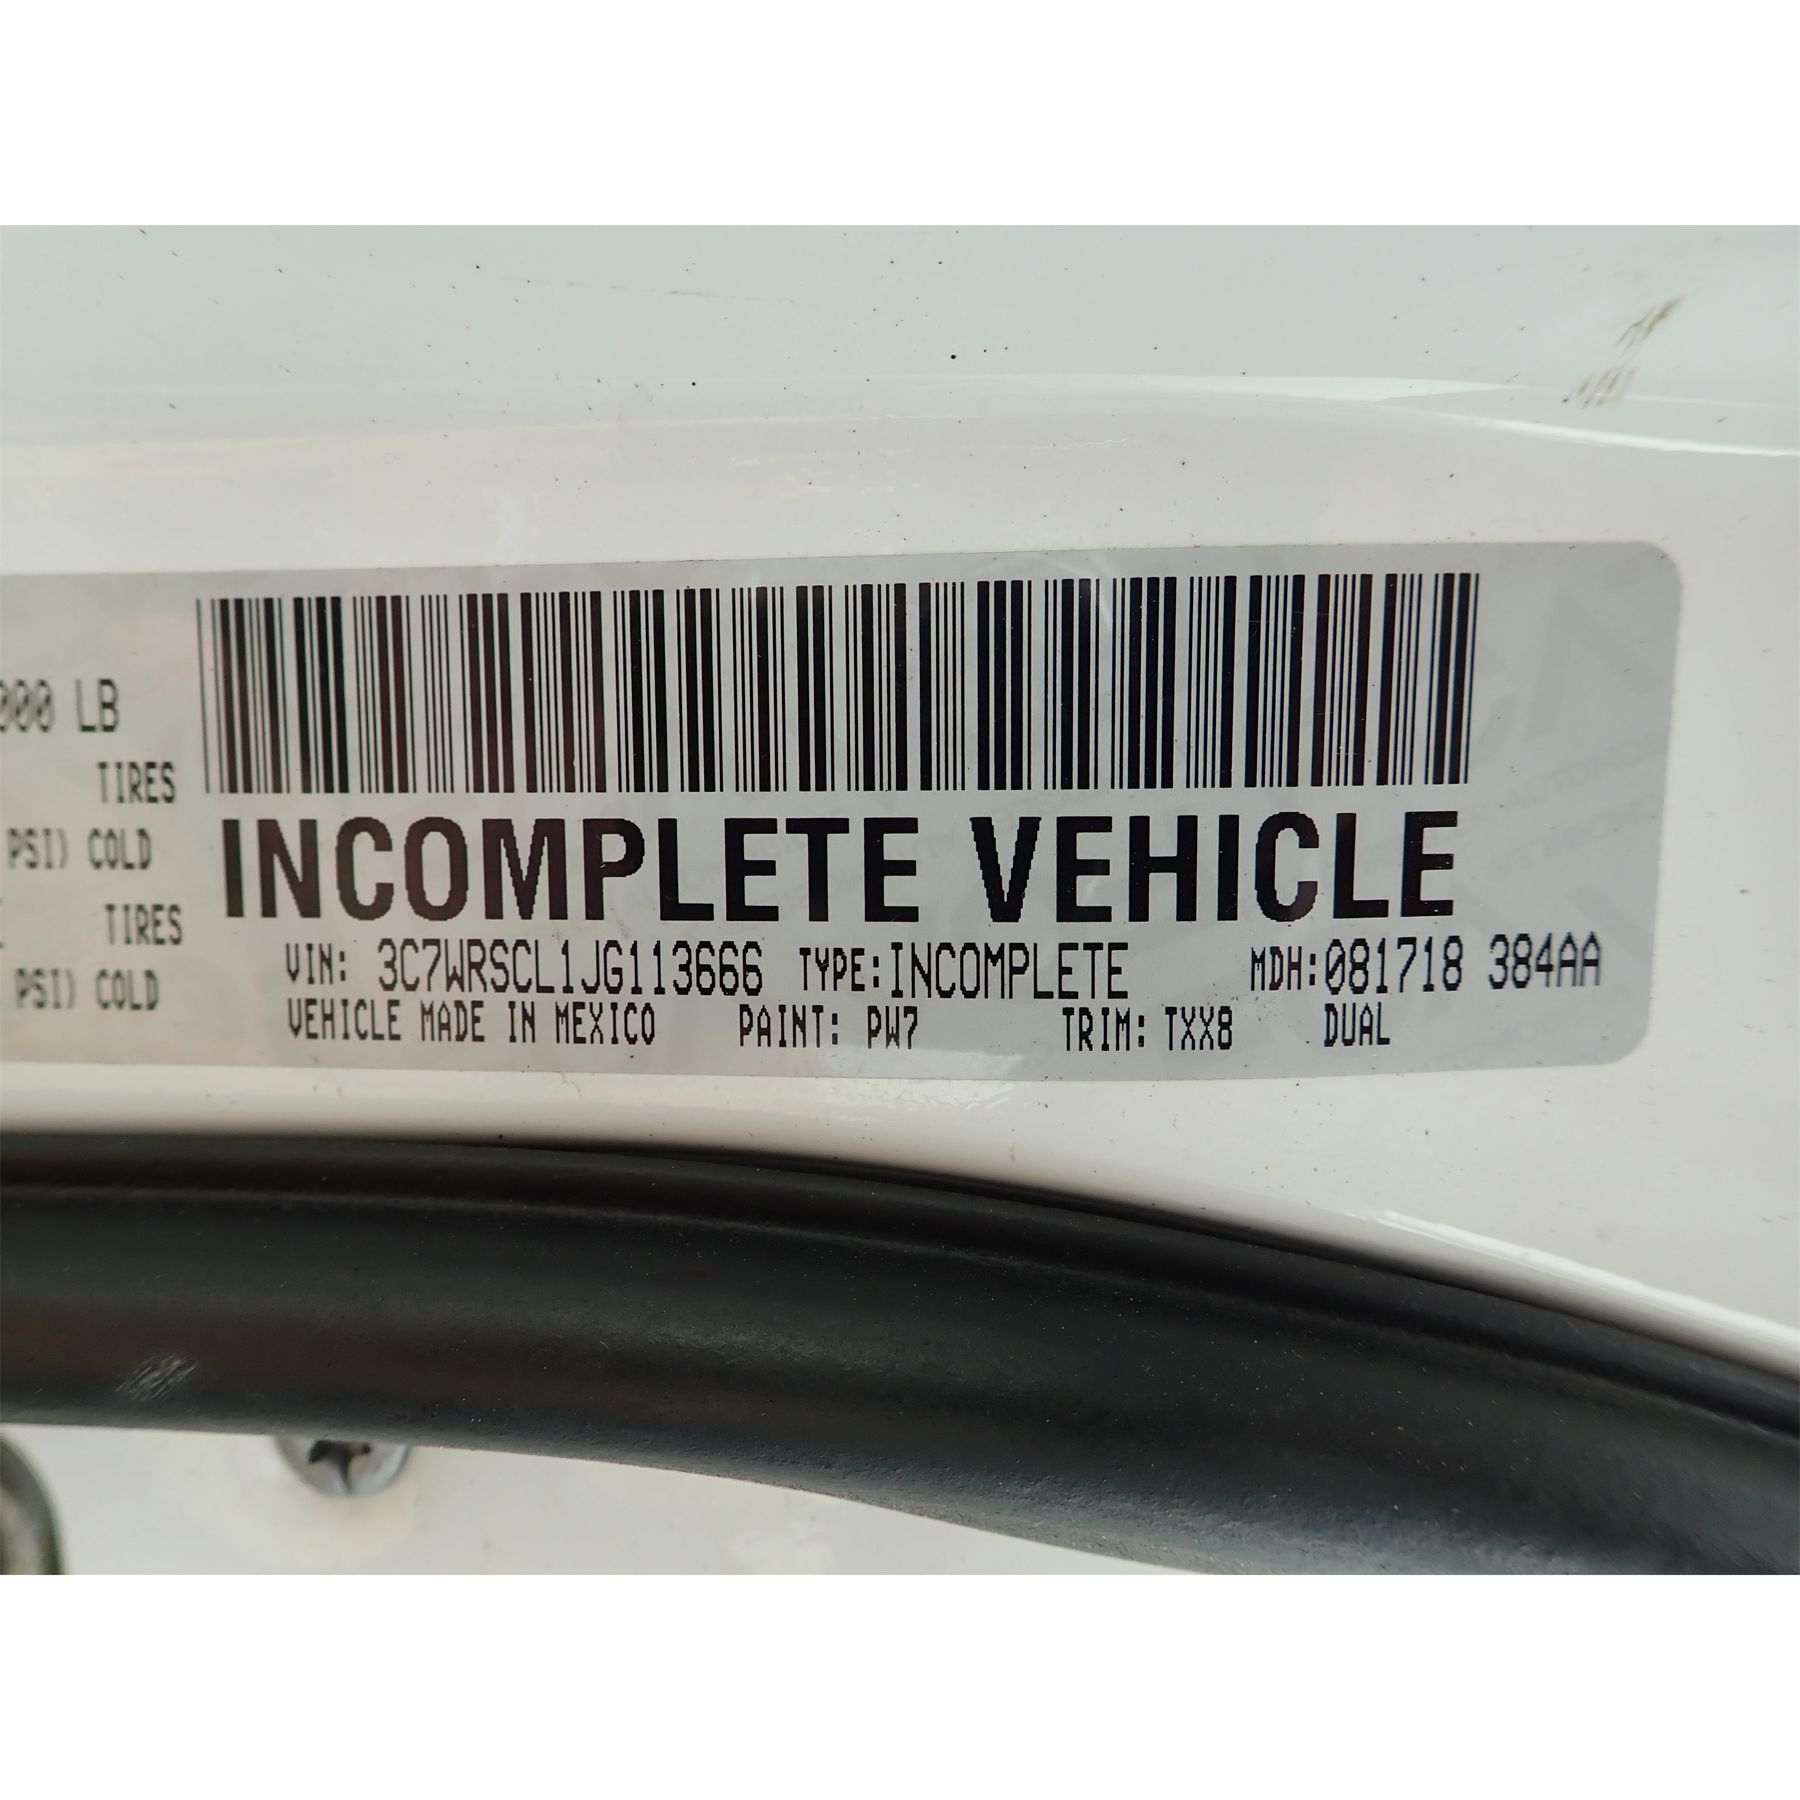 000 LB
TIRES
PSI) COLD
TIRES
PSI) COLD
INCOMPLETE VEHICLE
VIN: 3C7WRSCL1JG113666 TYPE:INCOMPLETE MDH:081718 384AA
VEHICLE MADE IN MEXICO PAINT: PW7 TRIM: TXX8 DUAL